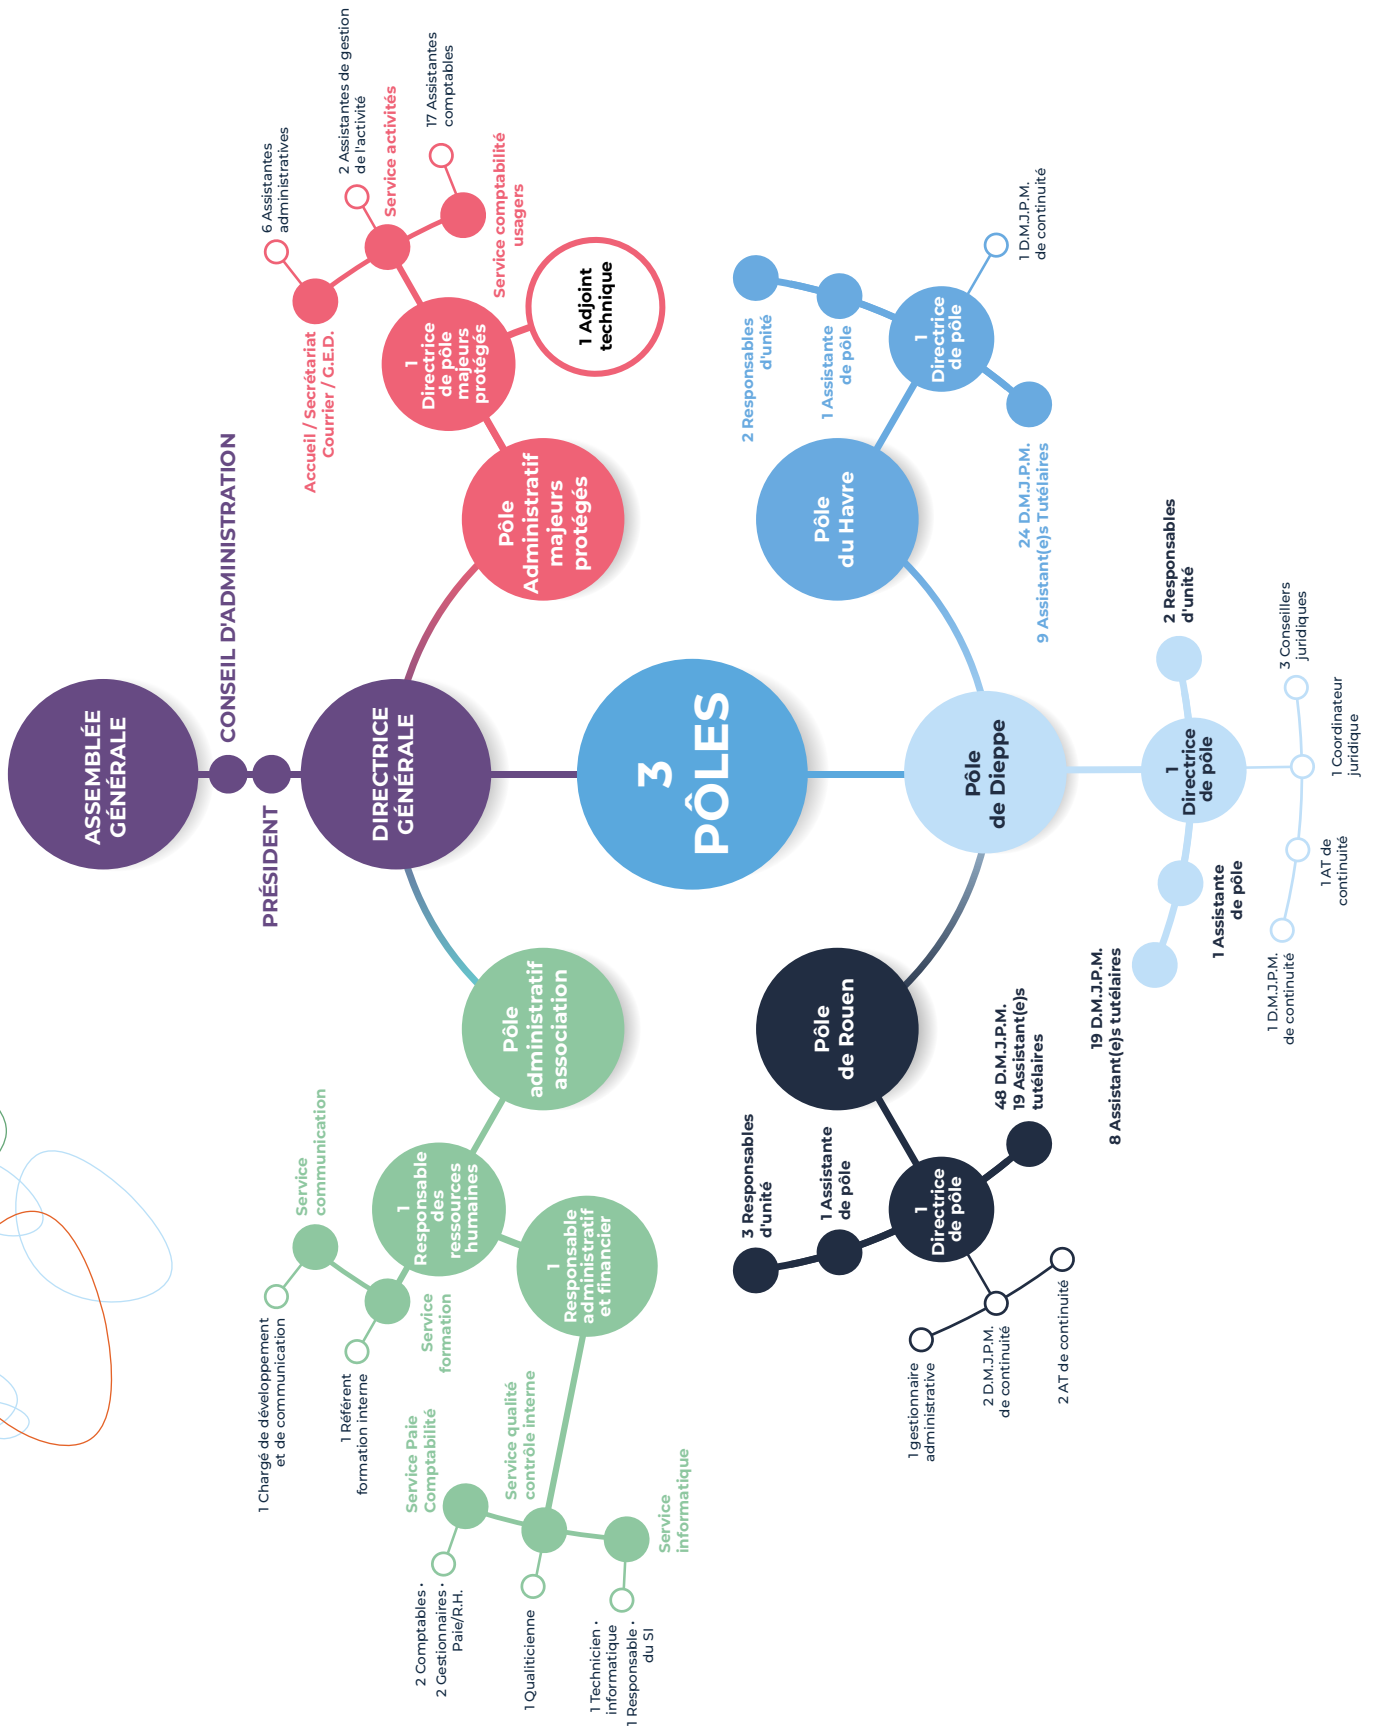 ASSEMBLÉE
GÉNÉRALE
CONSEIL D'ADMINISTRATION
PRÉSIDENT
DIRECTRICE
GÉNÉRALE
Pôle
administratif
association
1
Responsable
des
ressources
humaines
Service
communication
1 Chargé de développement
et de communication
Service
formation
1 Référent
formation interne
1
Responsable
administratif
et financier
Service Paie
Comptabilité
2 Comptables •
2 Gestionnaires •
Paie/R.H.
Service qualité
contrôle interne
1 Qualiticienne
Service
informatique
1 Technicien •
informatique
1 Responsable •
du SI
Pôle
Administratif
majeurs
protégés
1
Directrice
de pôle
majeurs
protégés
Accueil / Secrétariat
Courrier / G.E.D.
6 Assistantes
administratives
Service activités
2 Assistantes de gestion
de l'activité
Service comptabilité
usagers
17 Assistantes
comptables
1 Adjoint
technique
3
PÔLES
Pôle
de Rouen
1
Directrice
de pôle
3 Responsables
d'unité
1 Assistante
de pôle
48 D.M.J.P.M.
19 Assistant(e)s
tutélaires
1 gestionnaire
administrative
2 D.M.J.P.M.
de continuité
2 AT de continuité
Pôle
de Dieppe
1
Directrice
de pôle
2 Responsables
d'unité
1 Assistante
de pôle
19 D.M.J.P.M.
8 Assistant(e)s tutélaires
1 D.M.J.P.M.
de continuité
1 AT de
continuité
1 Coordinateur
juridique
3 Conseillers
juridiques
Pôle
du Havre
1
Directrice
de pôle
2 Responsables
d'unité
1 Assistante
de pôle
24 D.M.J.P.M.
9 Assistant(e)s Tutélaires
1 D.M.J.P.M.
de continuité